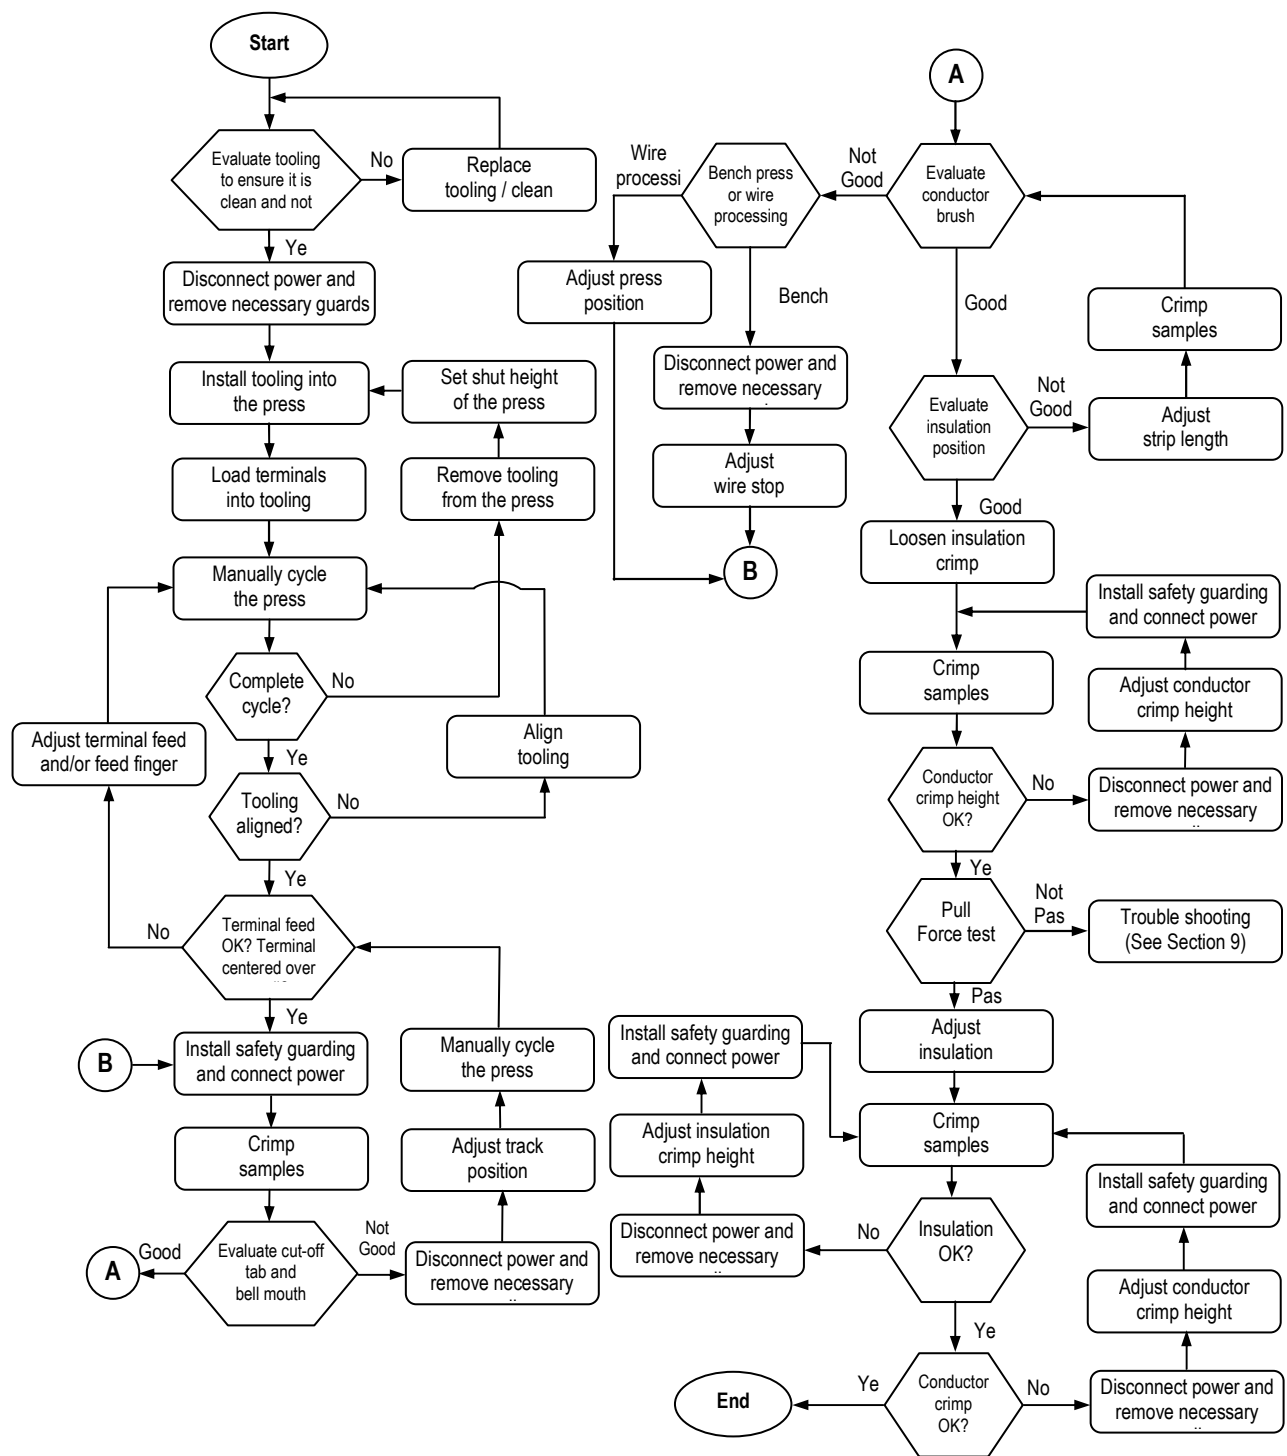 Start
Evaluate tooling
to ensure it is
clean and not
No
Replace
tooling / clean
Ye
Disconnect power and
remove necessary guards
Install tooling into
the press
Set shut height
of the press
Load terminals
into tooling
Remove tooling
from the press
Manually cycle
the press
Complete
cycle?
No
Ye
Adjust terminal feed
and/or feed finger
Align
tooling
Tooling
aligned?
No
Ye
Terminal feed
OK? Terminal
centered over
No
Ye
B
Install safety guarding
and connect power
Manually cycle
the press
Crimp
samples
Adjust track
position
Evaluate cut-off
tab and
bell mouth
Good
A
Not
Good
Disconnect power and
remove necessary
A
Evaluate
conductor
brush
Not
Good
Bench press
or wire
processing
Wire
processi
Adjust press
position
Bench
Disconnect power and
remove necessary
Adjust
wire stop
B
Good
Crimp
samples
Evaluate
insulation
position
Not
Good
Adjust
strip length
Good
Loosen insulation
crimp
Install safety guarding
and connect power
Crimp
samples
Adjust conductor
crimp height
Conductor
crimp height
OK?
No
Disconnect power and
remove necessary
Ye
Pull
Force test
Not
Pas
Trouble shooting
(See Section 9)
Pas
Adjust
insulation
Install safety guarding
and connect power
Crimp
samples
Adjust insulation
crimp height
Install safety guarding
and connect power
Disconnect power and
remove necessary
No
Insulation
OK?
Adjust conductor
crimp height
Ye
Conductor
crimp
OK?
Ye
End
No
Disconnect power and
remove necessary